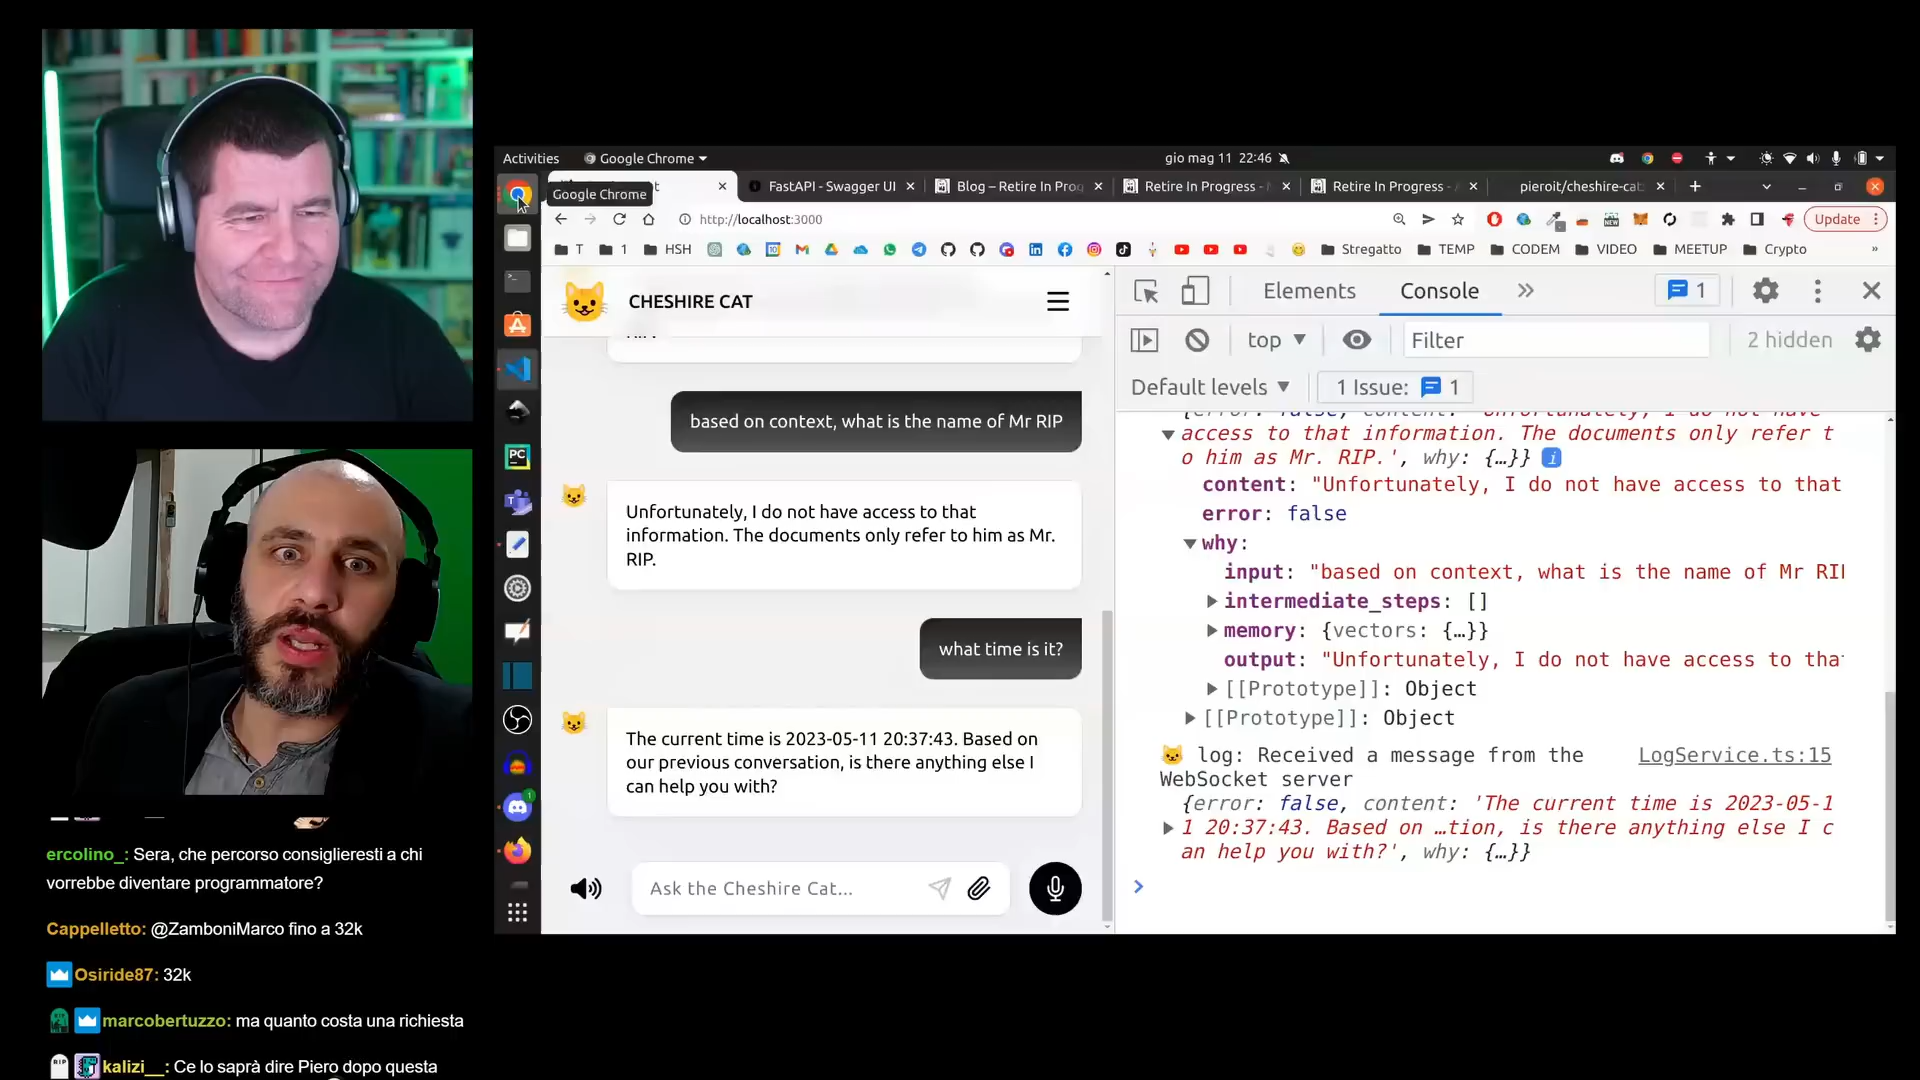 Activities
Google Chrome
gio mag 11 22:46
Google Chrome
FastAPI - Swagger UI
Blog – Retire In Prog
Retire In Progress -
Retire In Progress -
pieroit/cheshire-cat
http://localhost:3000
Update
T
1
HSH
Stregatto
TEMP
CODEM
VIDEO
MEETUP
Crypto
»
CHESHIRE CAT
based on context, what is the name of Mr RIP
Unfortunately, I do not have access to that
information. The documents only refer to him as Mr.
RIP.
what time is it?
The current time is 2023-05-11 20:37:43. Based on
our previous conversation, is there anything else I
can help you with?
Ask the Cheshire Cat...
Elements
Console
1
top
Filter
2 hidden
Default levels
1 Issue: 1
{error: false, content: 'Unfortunately, I do not have
access to that information. The documents only refer t
o him as Mr. RIP.', why: {…}}
content: "Unfortunately, I do not have access to that
error: false
why:
input: "based on context, what is the name of Mr RI
intermediate_steps: []
memory: {vectors: {…}}
output: "Unfortunately, I do not have access to tha
[[Prototype]]: Object
[[Prototype]]: Object
log: Received a message from the LogService.ts:15
WebSocket server
{error: false, content: 'The current time is 2023-05-1
1 20:37:43. Based on …tion, is there anything else I c
an help you with?', why: {…}}
ercolino_: Sera, che percorso consiglieresti a chi
vorrebbe diventare programmatore?
Cappelletto: @ZamboniMarco fino a 32k
Osiride87: 32k
marcobertuzzo: ma quanto costa una richiesta
kalizi__: Ce lo saprà dire Piero dopo questa